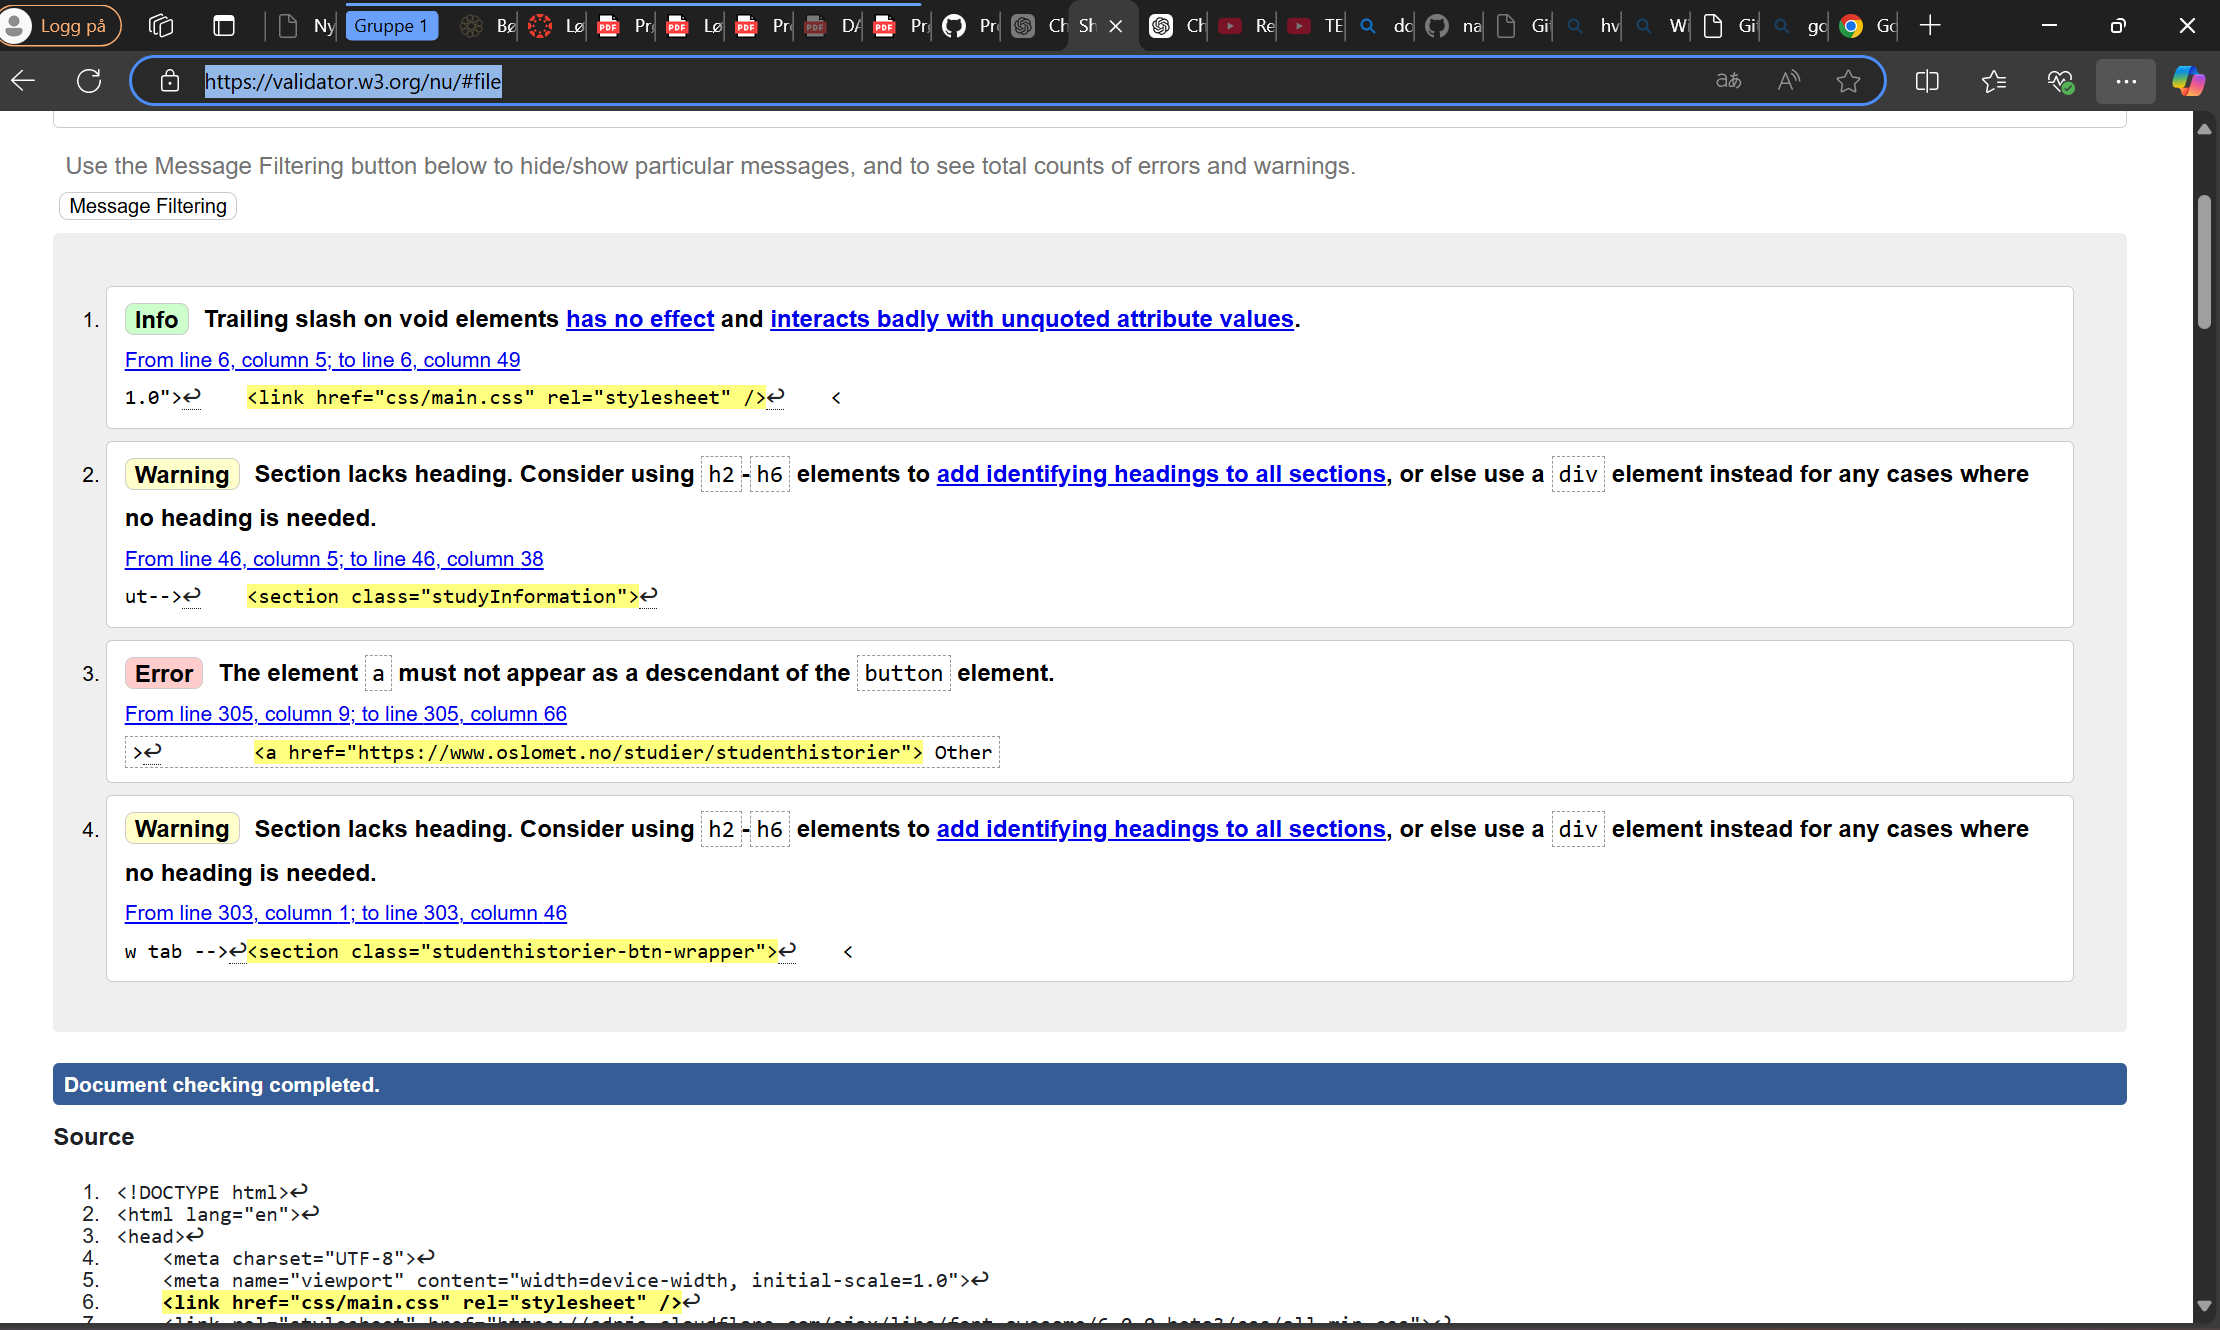 Logg på
Ny
Gruppe 1
Bø
Lø
Pr
Lø
Pr
DA
Pr
Pr
Ch
Sh
Ch
Re
TE
do
na
Gi
hv
W
Gi
gc
Gc
https://validator.w3.org/nu/#file
Use the Message Filtering button below to hide/show particular messages, and to see total counts of errors and warnings.
Message Filtering
1. Info Trailing slash on void elements has no effect and interacts badly with unquoted attribute values.
From line 6, column 5; to line 6, column 49
1.0">↩    <link href="css/main.css" rel="stylesheet" />↩    <
2. Warning Section lacks heading. Consider using h2-h6 elements to add identifying headings to all sections, or else use a div element instead for any cases where
no heading is needed.
From line 46, column 5; to line 46, column 38
ut-->↩    <section class="studyInformation">↩
3. Error The element a must not appear as a descendant of the button element.
From line 305, column 9; to line 305, column 66
>↩        <a href="https://www.oslomet.no/studier/studenthistorier"> Other
4. Warning Section lacks heading. Consider using h2-h6 elements to add identifying headings to all sections, or else use a div element instead for any cases where
no heading is needed.
From line 303, column 1; to line 303, column 46
w tab -->↩<section class="studenthistorier-btn-wrapper">↩    <
Document checking completed.
Source
1. <!DOCTYPE html>↩
2. <html lang="en">↩
3. <head>↩
4.     <meta charset="UTF-8">↩
5.     <meta name="viewport" content="width=device-width, initial-scale=1.0">↩
6.     <link href="css/main.css" rel="stylesheet" />↩